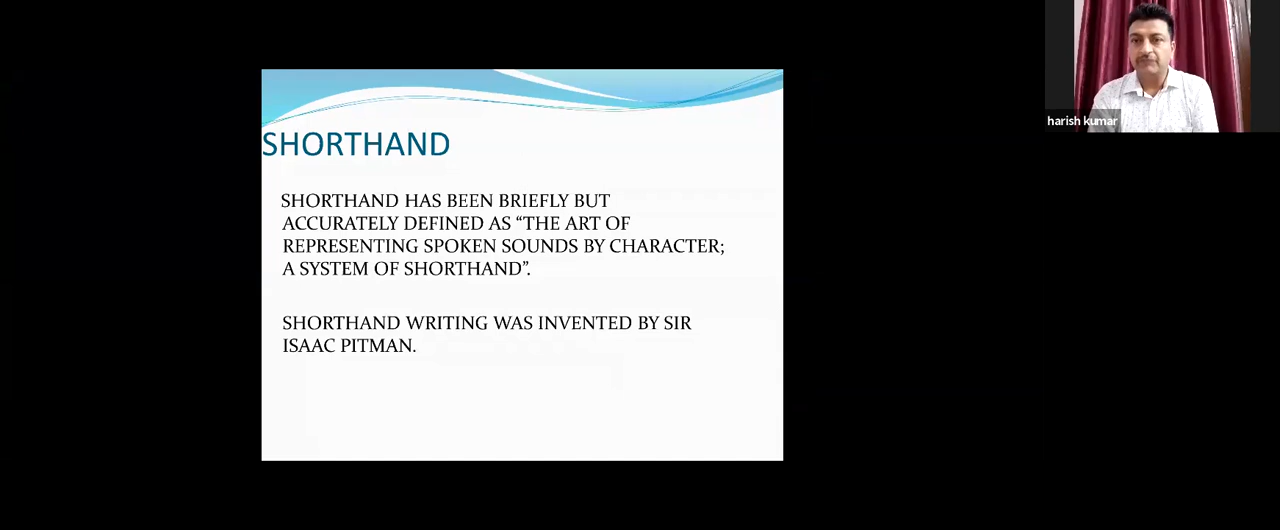 SHORTHAND
SHORTHAND HAS BEEN BRIEFLY BUT
ACCURATELY DEFINED AS “THE ART OF
REPRESENTING SPOKEN SOUNDS BY CHARACTER;
A SYSTEM OF SHORTHAND”.
SHORTHAND WRITING WAS INVENTED BY SIR
ISAAC PITMAN.
harish kumar